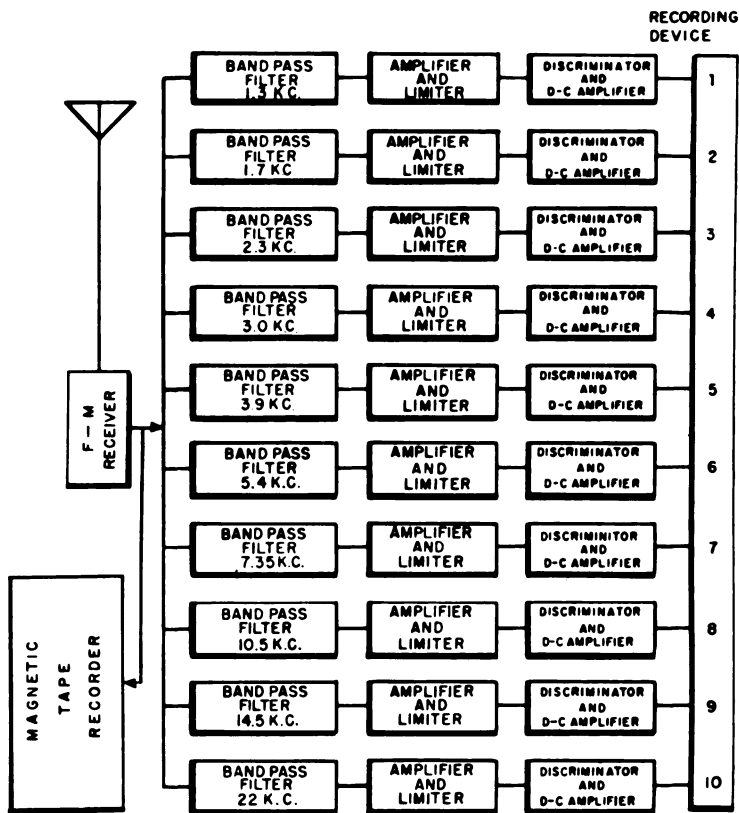 RECORDING
DEVICE
BAND PASS
FILTER
1.3 K.C.
AMPLIFIER
AND
LIMITER
DISCRIMINATOR
AND
D-C AMPLIFIER
1
BAND PASS
FILTER
1.7 KC
AMPLIFIER
AND
LIMITER
DISCRIMINATOR
AND
D-C AMPLIFIER
2
BAND PASS
FILTER
2.3 KC.
AMPLIFIER
AND
LIMITER
DISCRIMINATOR
AND
D-C AMPLIFIER
3
BAND PASS
FILTER
3.0 KC.
AMPLIFIER
AND
LIMITER
DISCRIMINATOR
AND
D-C AMPLIFIER
4
F-M
RECEIVER
BAND PASS
FILTER
3.9 KC.
AMPLIFIER
AND
LIMITER
DISCRIMINATOR
AND
D-C AMPLIFIER
5
BAND PASS
FILTER
5.4 K.C.
AMPLIFIER
AND
LIMITER
DISCRIMINATOR
AND
D-C AMPLIFIER
6
BAND PASS
FILTER
7.35 K.C.
AMPLIFIER
AND
LIMITER
DISCRIMINITOR
AND
D-C AMPLIFIER
7
MAGNETIC
TAPE
RECORDER
BAND PASS
FILTER
10.5 K.C.
AMPLIFIER
AND
LIMITER
DISCRIMINATOR
AND
D-C AMPLIFIER
8
BAND PASS
FILTER
14.5 K.C.
AMPLIFIER
AND
LIMITER
DISCRIMINATOR
AND
D-C AMPLIFIER
9
BAND PASS
FILTER
22 K.C.
AMPLIFIER
AND
LIMITER
DISCRIMINATOR
AND
D-C AMPLIFIER
10